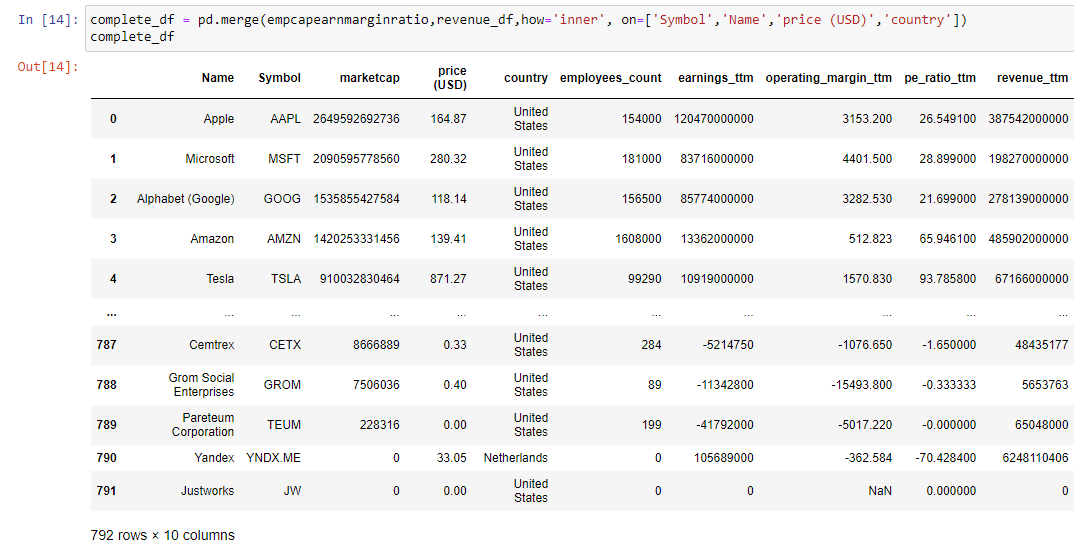 In [14]: complete_df = pd.merge(empcapearnmarginratio,revenue_df,how='inner', on=['Symbol','Name','price (USD)','country'])
complete_df
Out[14]:
Name Symbol marketcap price (USD) country employees_count earnings_ttm operating_margin_ttm pe_ratio_ttm revenue_ttm
0 Apple AAPL 2649592692736 164.87 United States 154000 120470000000 3153.200 26.549100 387542000000
1 Microsoft MSFT 2090595778560 280.32 United States 181000 83716000000 4401.500 28.899000 198270000000
2 Alphabet (Google) GOOG 1535855427584 118.14 United States 156500 85774000000 3282.530 21.699000 278139000000
3 Amazon AMZN 1420253331456 139.41 United States 1608000 13362000000 512.823 65.946100 485902000000
4 Tesla TSLA 910032830464 871.27 United States 99290 10919000000 1570.830 93.785800 67166000000
... ... ... ... ... ... ... ... ... ... ...
787 Cemtrex CETX 8666889 0.33 United States 284 -5214750 -1076.650 -1.650000 48435177
788 Grom Social Enterprises GROM 7506036 0.40 United States 89 -11342800 -15493.800 -0.333333 5653763
789 Pareteum Corporation TEUM 228316 0.00 United States 199 -41792000 -5017.220 -0.000000 65048000
790 Yandex YNDX.ME 0 33.05 Netherlands 0 105689000 -362.584 -70.428400 6248110406
791 Justworks JW 0 0.00 United States 0 0 NaN 0.000000 0
792 rows × 10 columns